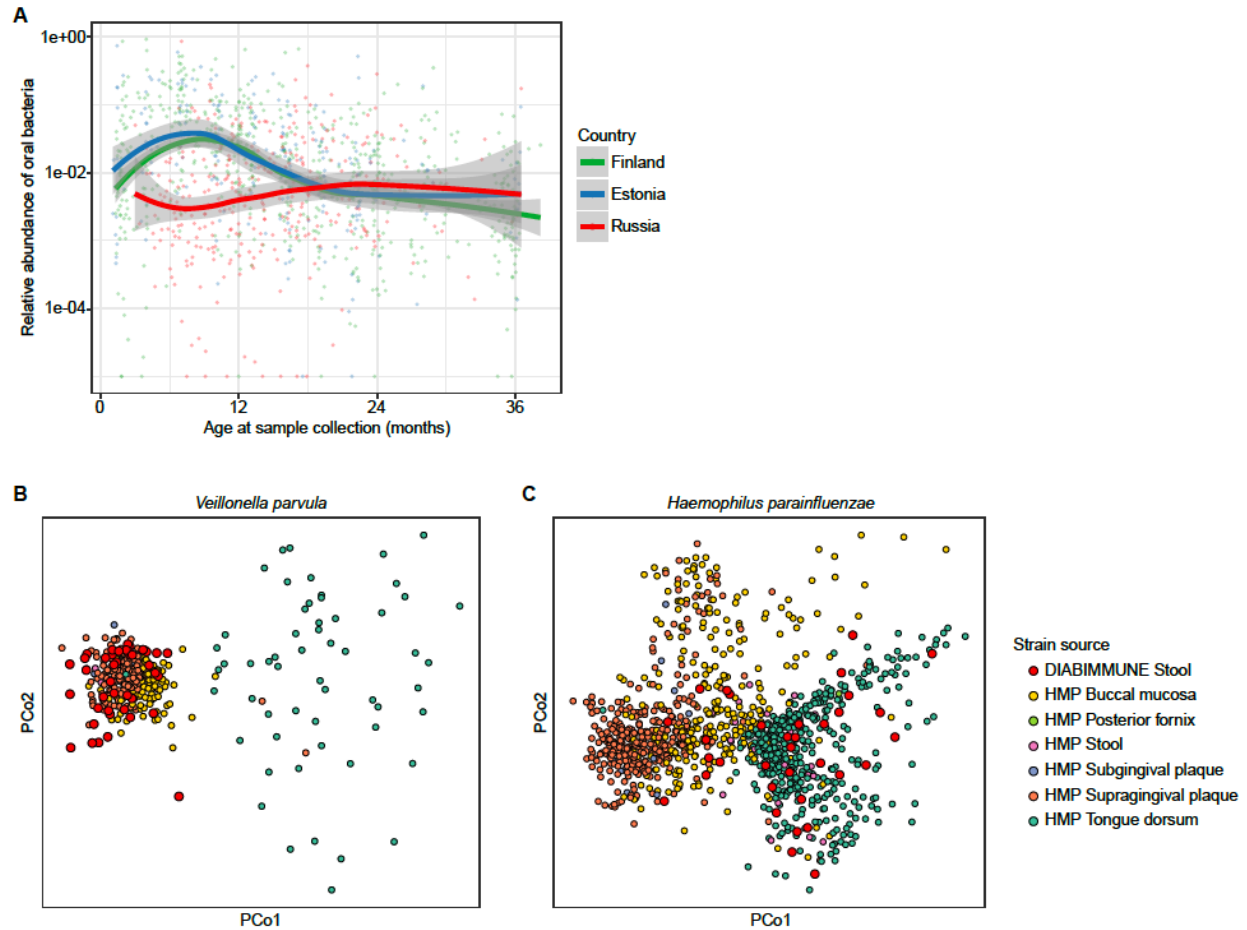 A
1e+00
1e-02
1e-04
Relative abundance of oral bacteria
0
12
24
36
Age at sample collection (months)
Country
Finland
Estonia
Russia
B
Veillonella parvula
PCo2
PCo1
C
Haemophilus parainfluenzae
PCo2
PCo1
Strain source
DIABIMMUNE Stool
HMP Buccal mucosa
HMP Posterior fornix
HMP Stool
HMP Subgingival plaque
HMP Supragingival plaque
HMP Tongue dorsum